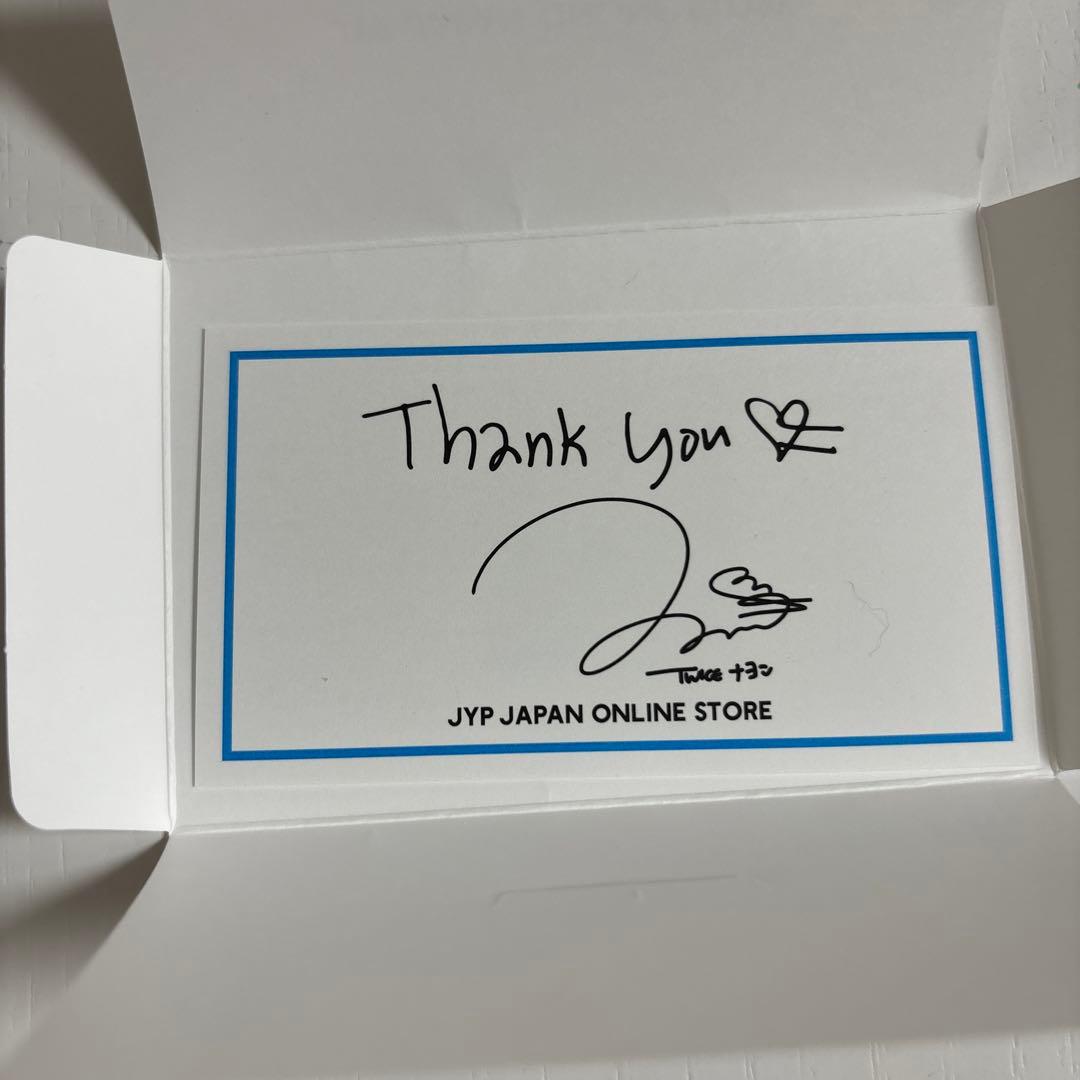 Thank you
TWICE ナヨン
JYP JAPAN ONLINE STORE